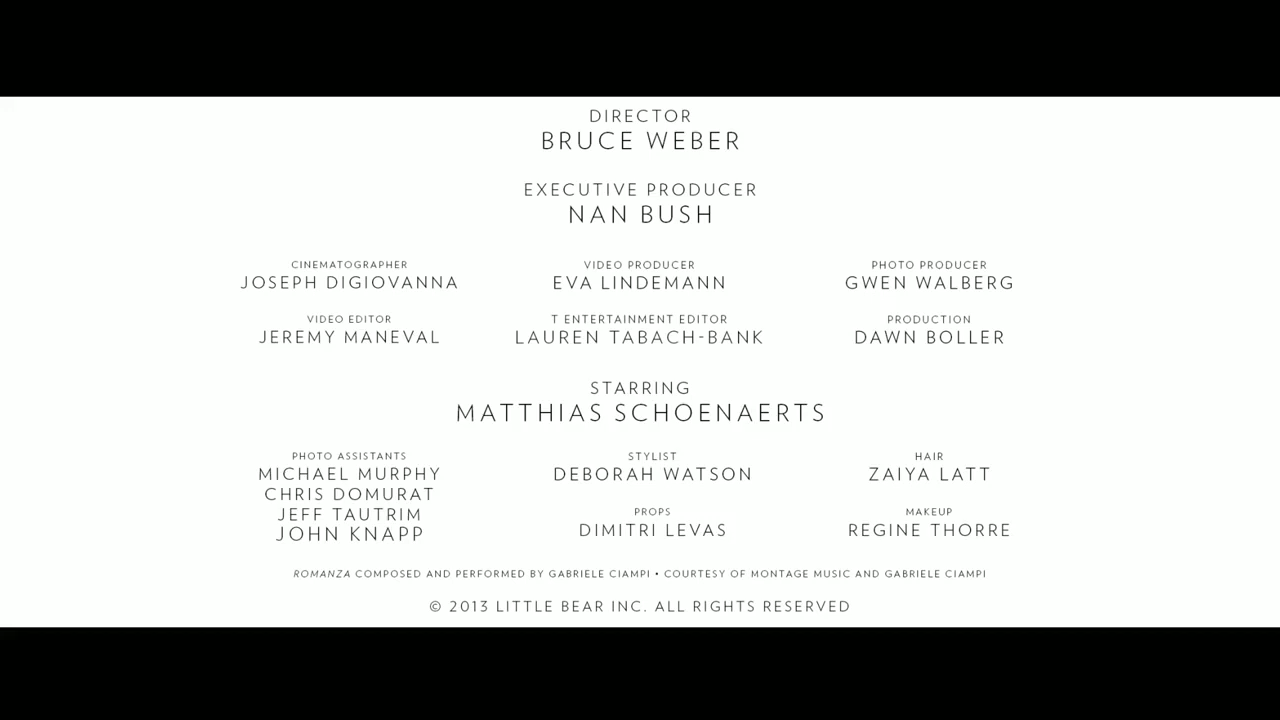 DIRECTOR
BRUCE WEBER
EXECUTIVE PRODUCER
NAN BUSH
CINEMATOGRAPHER
JOSEPH DIGIOVANNA
VIDEO PRODUCER
EVA LINDEMANN
PHOTO PRODUCER
GWEN WALBERG
VIDEO EDITOR
JEREMY MANEVAL
T ENTERTAINMENT EDITOR
LAUREN TABACH-BANK
PRODUCTION
DAWN BOLLER
STARRING
MATTHIAS SCHOENAERTS
PHOTO ASSISTANTS
MICHAEL MURPHY
CHRIS DOMURAT
JEFF TAUTRIM
JOHN KNAPP
STYLIST
DEBORAH WATSON
PROPS
DIMITRI LEVAS
HAIR
ZAIYA LATT
MAKEUP
REGINE THORRE
ROMANZA COMPOSED AND PERFORMED BY GABRIELE CIAMPI • COURTESY OF MONTAGE MUSIC AND GABRIELE CIAMPI
© 2013 LITTLE BEAR INC. ALL RIGHTS RESERVED